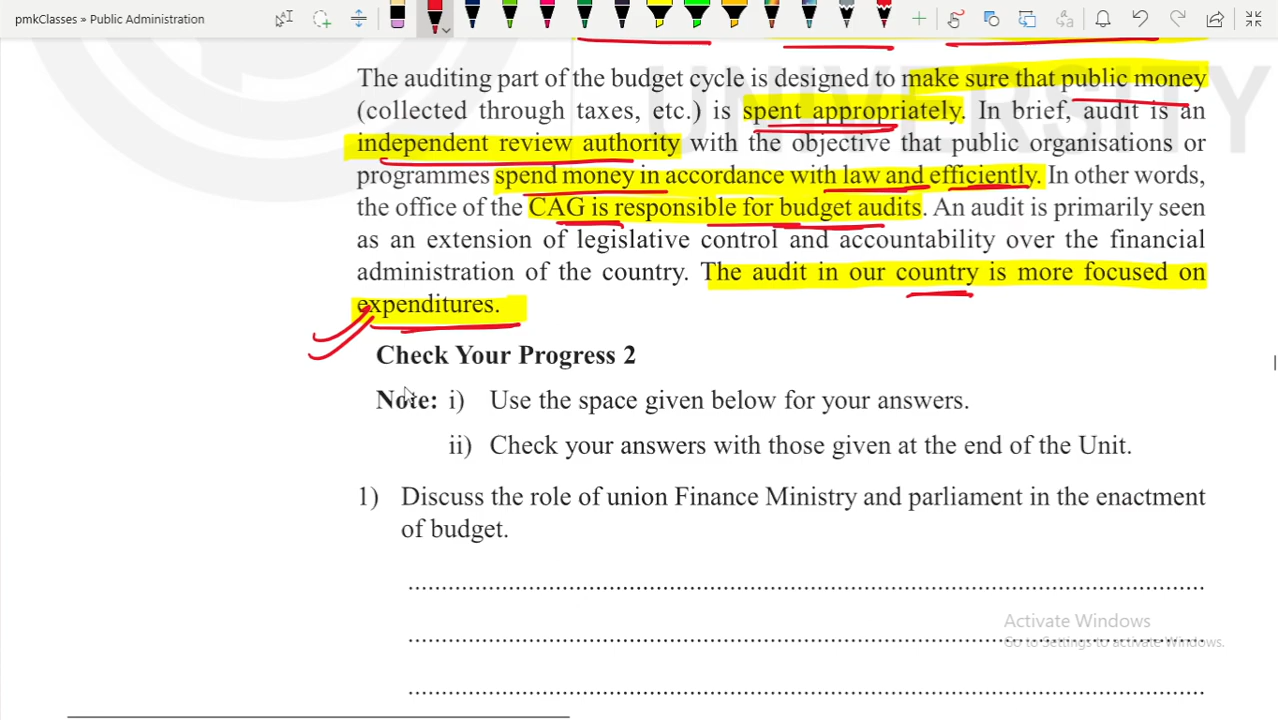 pmkClasses » Public Administration
UNIVERSITY
The auditing part of the budget cycle is designed to make sure that public money
(collected through taxes, etc.) is spent appropriately. In brief, audit is an
independent review authority with the objective that public organisations or
programmes spend money in accordance with law and efficiently. In other words,
the office of the CAG is responsible for budget audits. An audit is primarily seen
as an extension of legislative control and accountability over the financial
administration of the country. The audit in our country is more focused on
expenditures.
Check Your Progress 2
Note: i) Use the space given below for your answers.
ii) Check your answers with those given at the end of the Unit.
1) Discuss the role of union Finance Ministry and parliament in the enactment
of budget.
Activate Windows
Go to Settings to activate Windows.